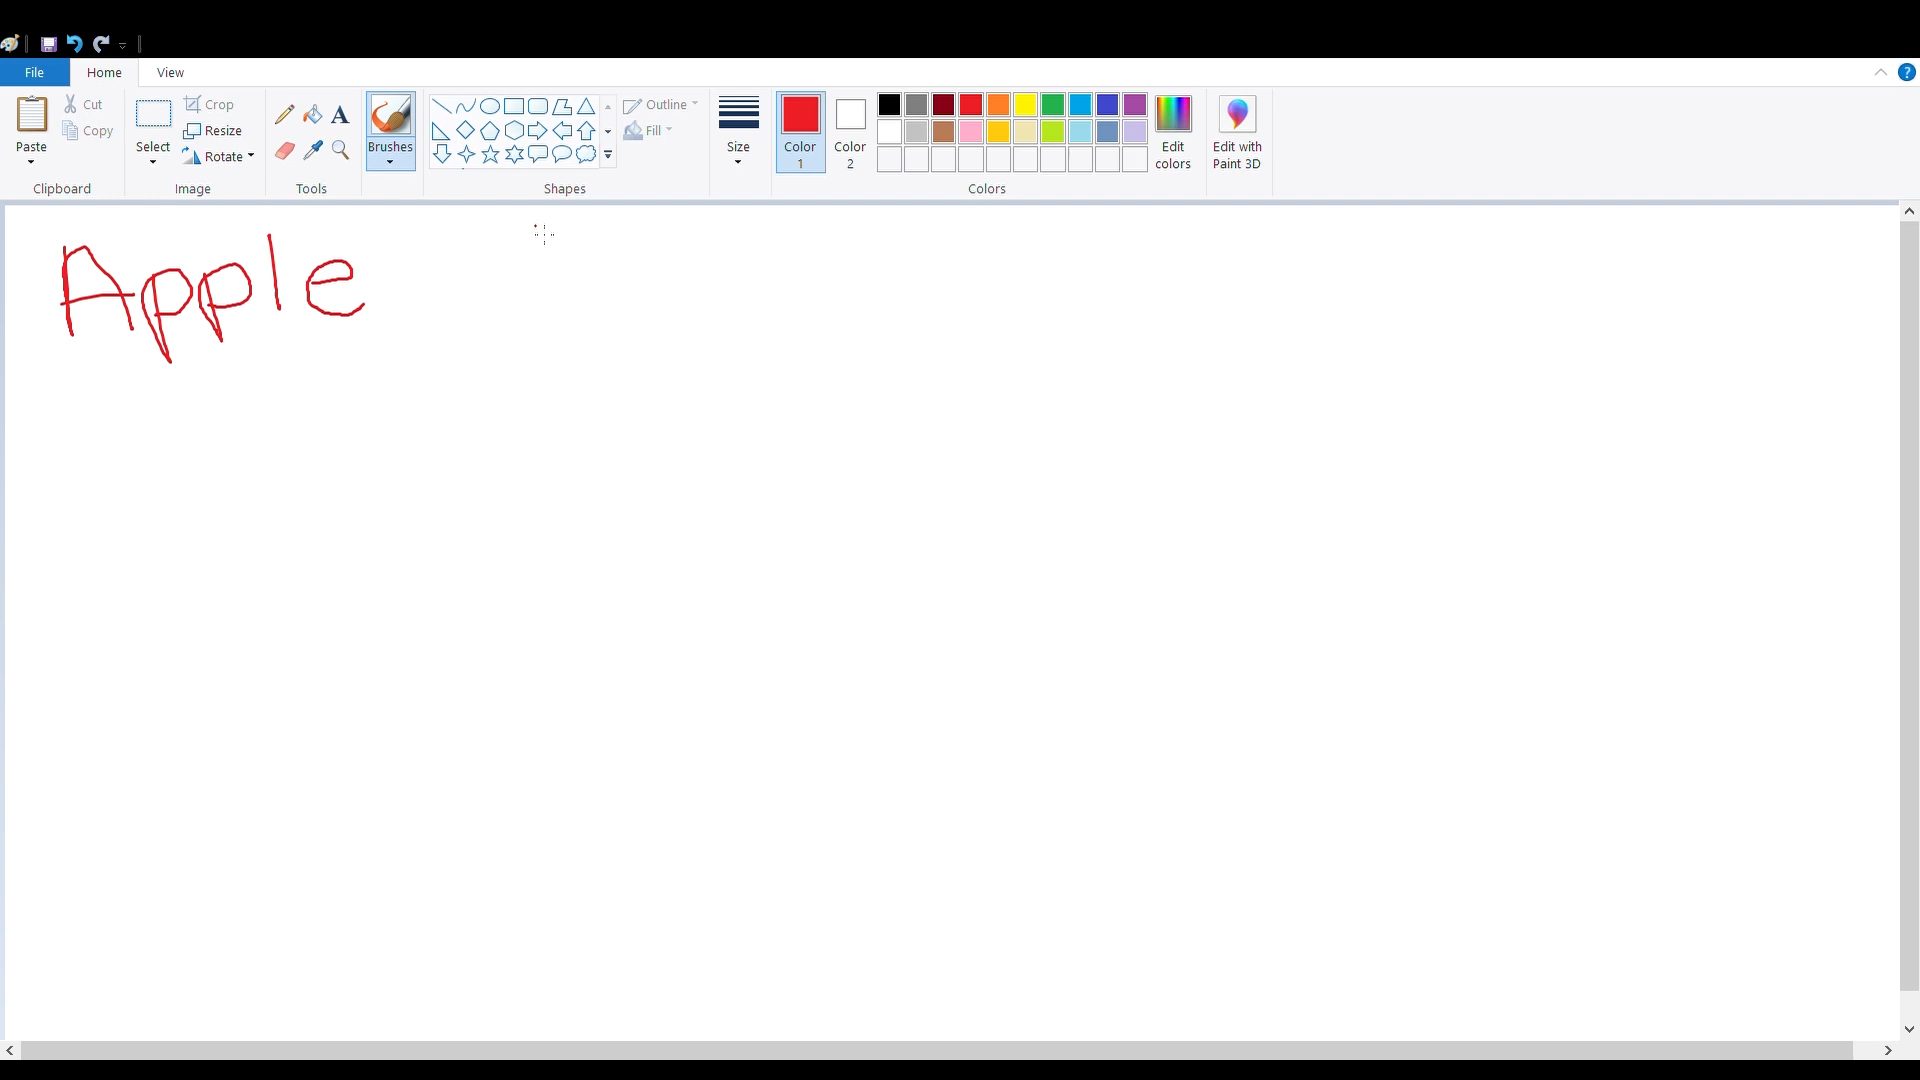 File Home View
Paste Cut Copy Select Crop Resize Rotate Brushes Outline Fill Size Color 1 Color 2 Edit colors Edit with Paint 3D
Clipboard Image Tools Shapes Colors
Apple